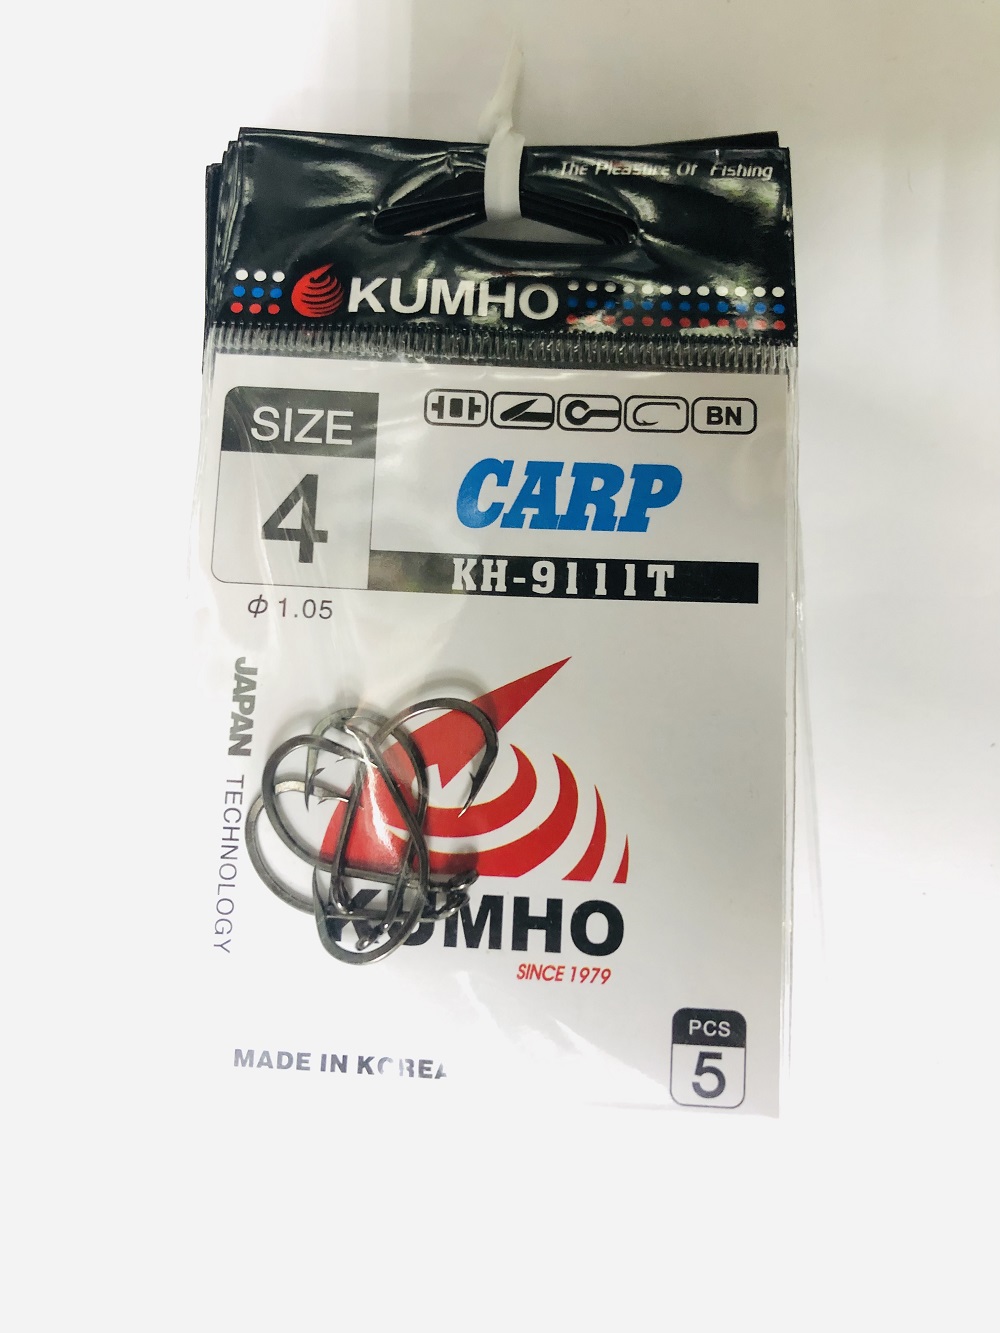 The Pleasure Of Fishing
KUMHO
SIZE
4
BN
CARP
KH-9111T
ϕ 1.05
JAPAN TECHNOLOGY
KUMHO
SINCE 1979
MADE IN KOREA
PCS
5